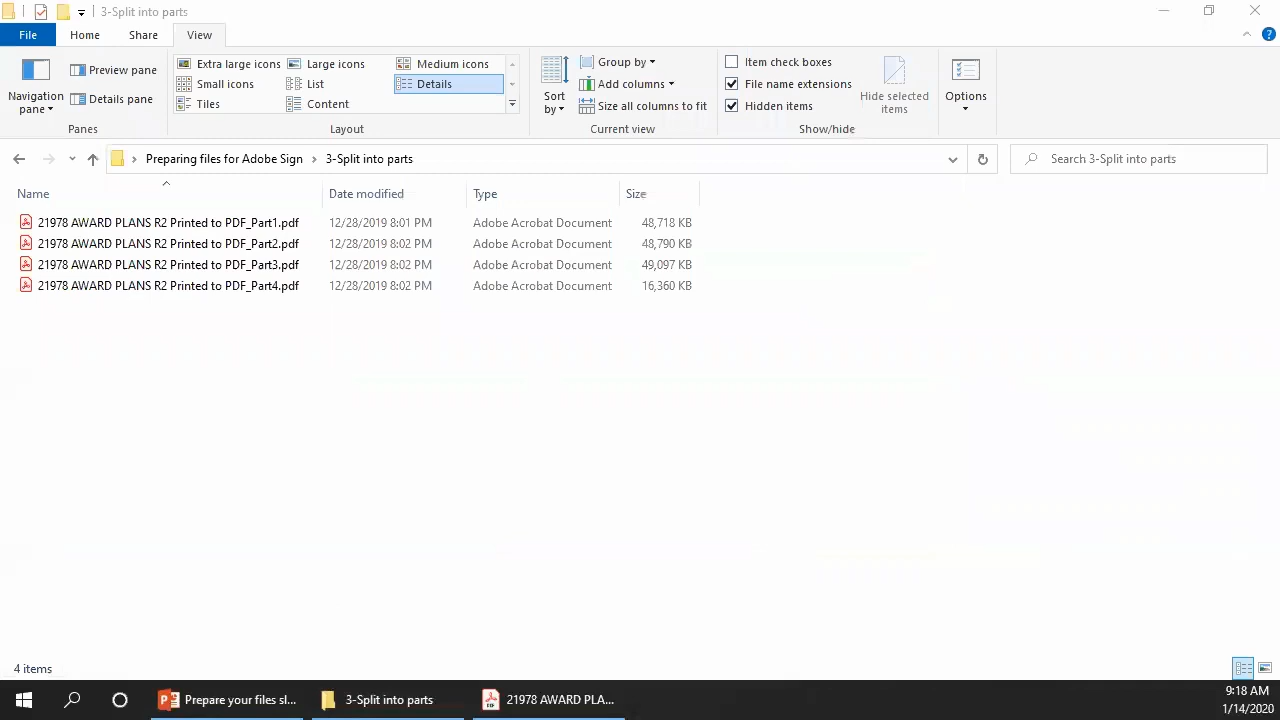 3-Split into parts
File Home Share View
Navigation pane
Preview pane
Details pane
Panes
Extra large icons Large icons Medium icons
Small icons List Details
Tiles Content
Layout
Sort by
Group by
Add columns
Size all columns to fit
Current view
Item check boxes
File name extensions
Hidden items
Hide selected items
Show/hide
Options
Preparing files for Adobe Sign 3-Split into parts
Search 3-Split into parts
Name Date modified Type Size
21978 AWARD PLANS R2 Printed to PDF_Part1.pdf 12/28/2019 8:01 PM Adobe Acrobat Document 48,718 KB
21978 AWARD PLANS R2 Printed to PDF_Part2.pdf 12/28/2019 8:02 PM Adobe Acrobat Document 48,790 KB
21978 AWARD PLANS R2 Printed to PDF_Part3.pdf 12/28/2019 8:02 PM Adobe Acrobat Document 49,097 KB
21978 AWARD PLANS R2 Printed to PDF_Part4.pdf 12/28/2019 8:02 PM Adobe Acrobat Document 16,360 KB
4 items
Prepare your files sl... 3-Split into parts 21978 AWARD PLA...
9:18 AM
1/14/2020